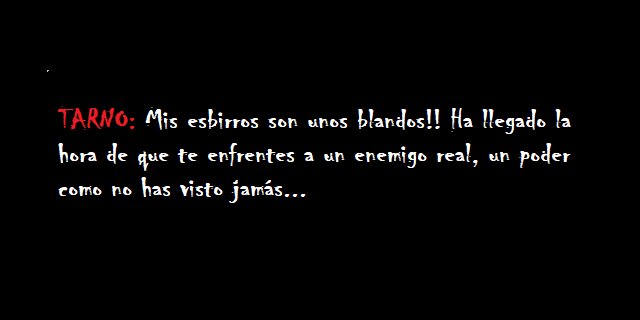 TARNO: Mis esbirros son unos blandos!! Ha llegado la
hora de que te enfrentes a un enemigo real, un poder
como no has visto jamás...